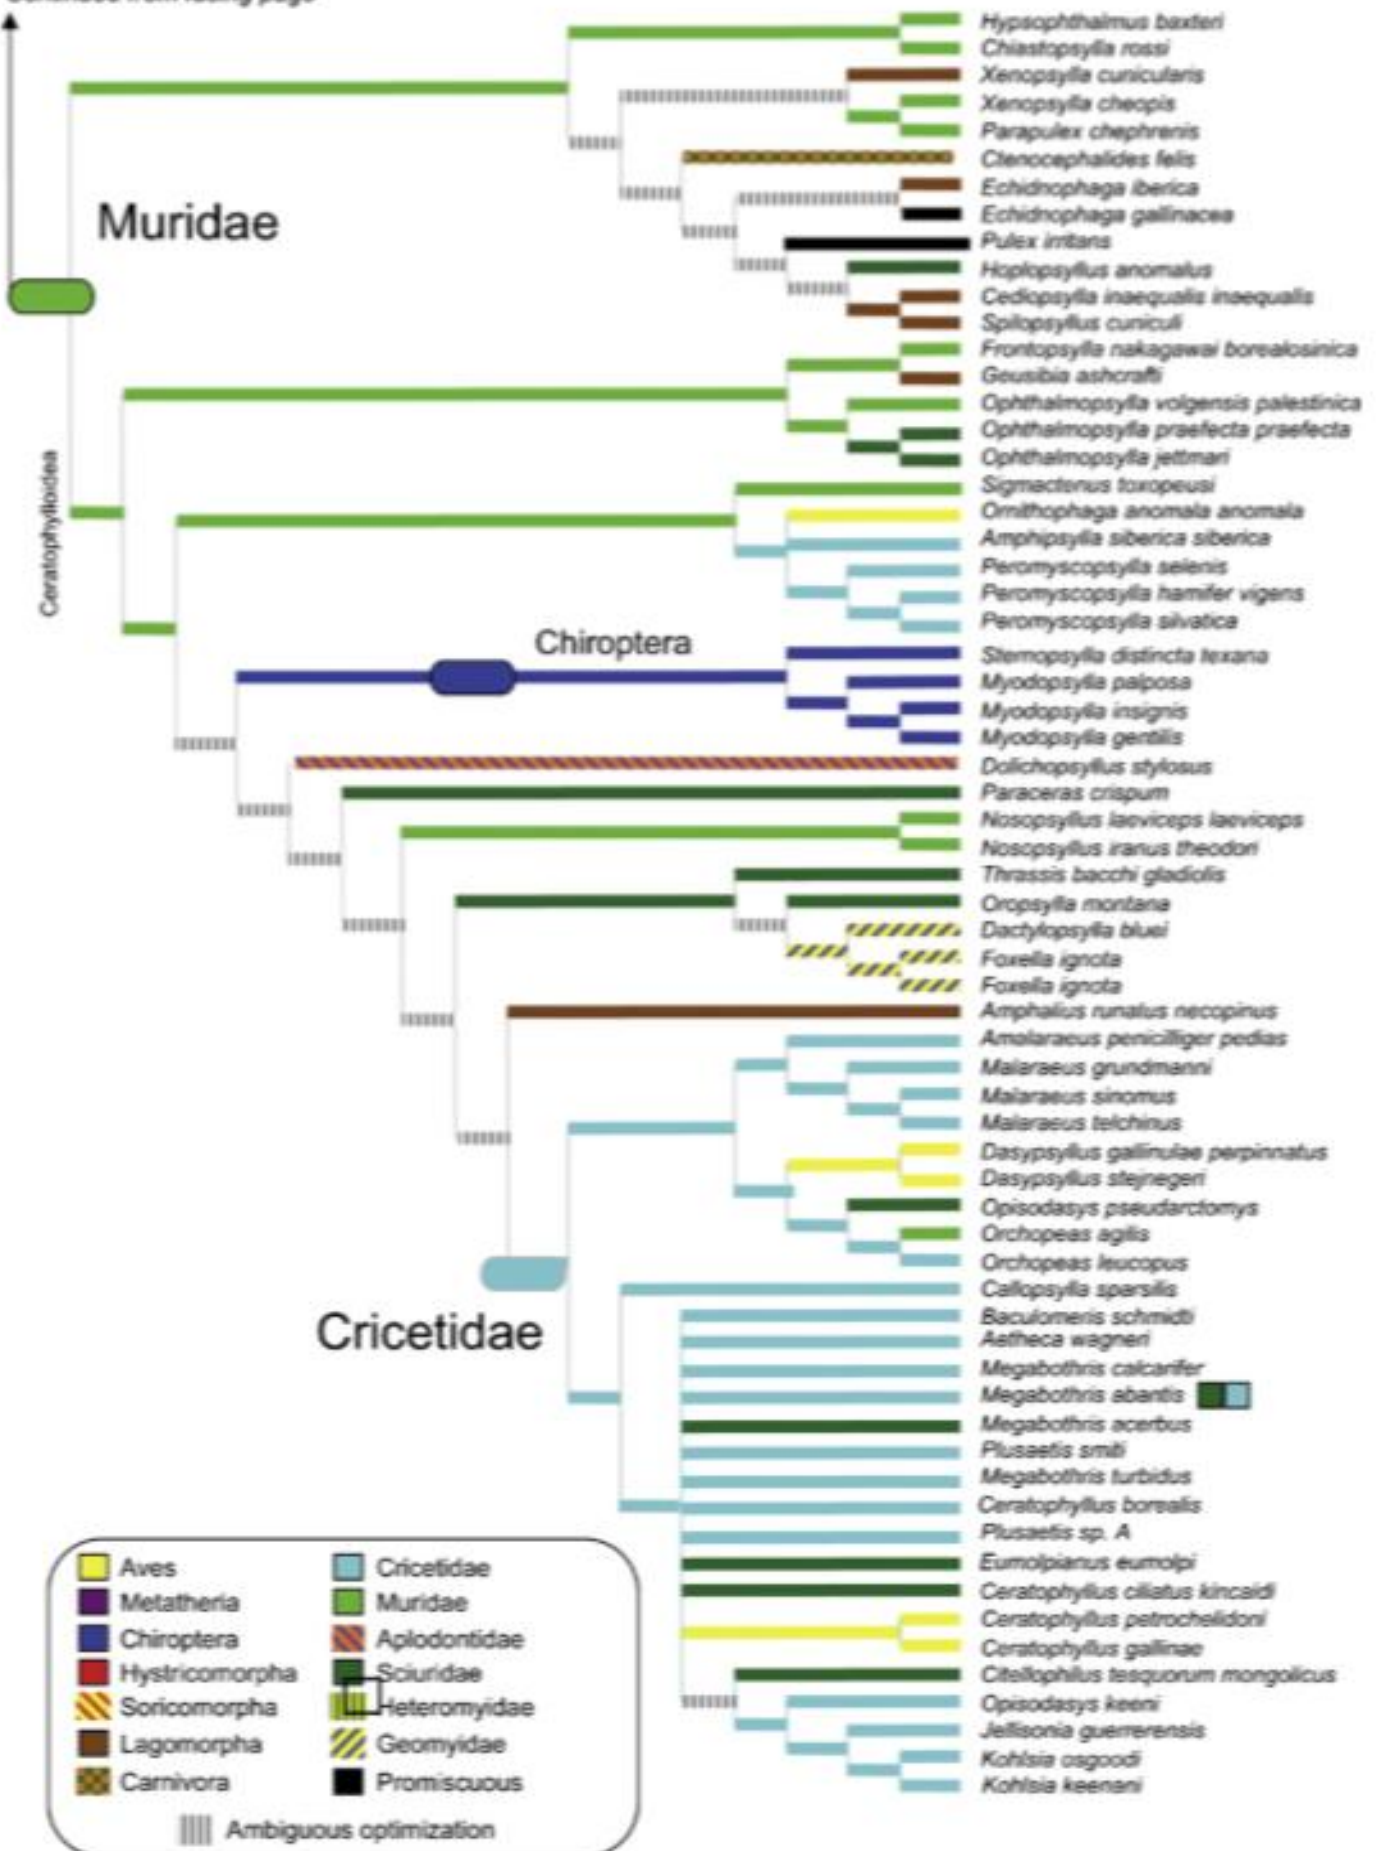 Continued from facing page
Hypsophthalmus baxteri
Chiastopsylla rossi
Xenopsylla cunicularis
Xenopsylla cheopis
Parapulex chephrenis
Ctenocephalides felis
Echidnophaga iberica
Echidnophaga gallinacea
Muridae
Pulex irritans
Hoplopsyllus anomalus
Cediopsylla inaequalis inaequalis
Spilopsyllus cuniculi
Frontopsylla nakagawai borealosinica
Geusibia ashcrafti
Ophthalmopsylla volgensis palestinica
Ophthalmopsylla praefecta praefecta
Ophthalmopsylla jettmari
Ceratophylloidea
Sigmactenus toxopeusi
Ornithophaga anomala anomala
Amphipsylla siberica siberica
Peromyscopsylla selenis
Peromyscopsylla hamifer vigens
Peromyscopsylla silvatica
Chiroptera
Sternopsylla distincta texana
Myodopsylla palposa
Myodopsylla insignis
Myodopsylla gentilis
Dolichopsyllus stylosus
Paraceras crispum
Nosopsyllus laeviceps laeviceps
Nosopsyllus iranus theodori
Thrassis bacchi gladiolis
Oropsylla montana
Dactylopsylla bluei
Foxella ignota
Foxella ignota
Amphalius runatus necopinus
Amalaraeus penicilliger pedias
Malaraeus grundmanni
Malaraeus sinomus
Malaraeus telchinus
Dasypsyllus gallinulae perpinnatus
Dasypsyllus stejnegeri
Opisodasys pseudarctomys
Orchopeas agilis
Orchopeas leucopus
Callopsylla sparsilis
Cricetidae
Baculomeris schmidti
Aetheca wagneri
Megabothris calcarifer
Megabothris abantis
Megabothris acerbus
Plusaetis smiti
Megabothris turbidus
Ceratophyllus borealis
Plusaetis sp. A
Eumolpianus eumolpi
Ceratophyllus ciliatus kincaidi
Ceratophyllus petrochelidoni
Ceratophyllus gallinae
Citellophilus tesquorum mongolicus
Opisodasys keeni
Jellisonia guerrerensis
Kohlsia osgoodi
Kohlsia keenani
Aves
Metatheria
Chiroptera
Hystricomorpha
Soricomorpha
Lagomorpha
Carnivora
Cricetidae
Muridae
Aplodontidae
Sciuridae
Heteromyidae
Geomyidae
Promiscuous
Ambiguous optimization